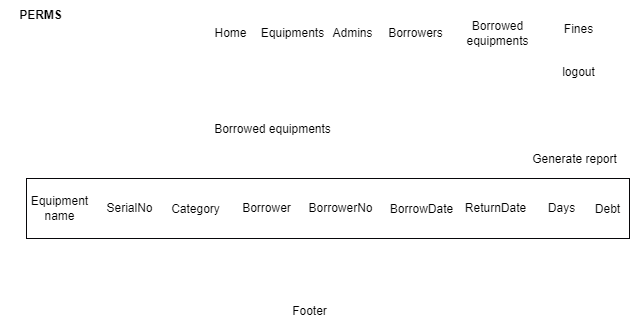 PERMS
Home Equipments Admins Borrowers Borrowed equipments Fines
logout
Borrowed equipments
Generate report
Equipment name SerialNo Category Borrower BorrowerNo BorrowDate ReturnDate Days Debt
Footer